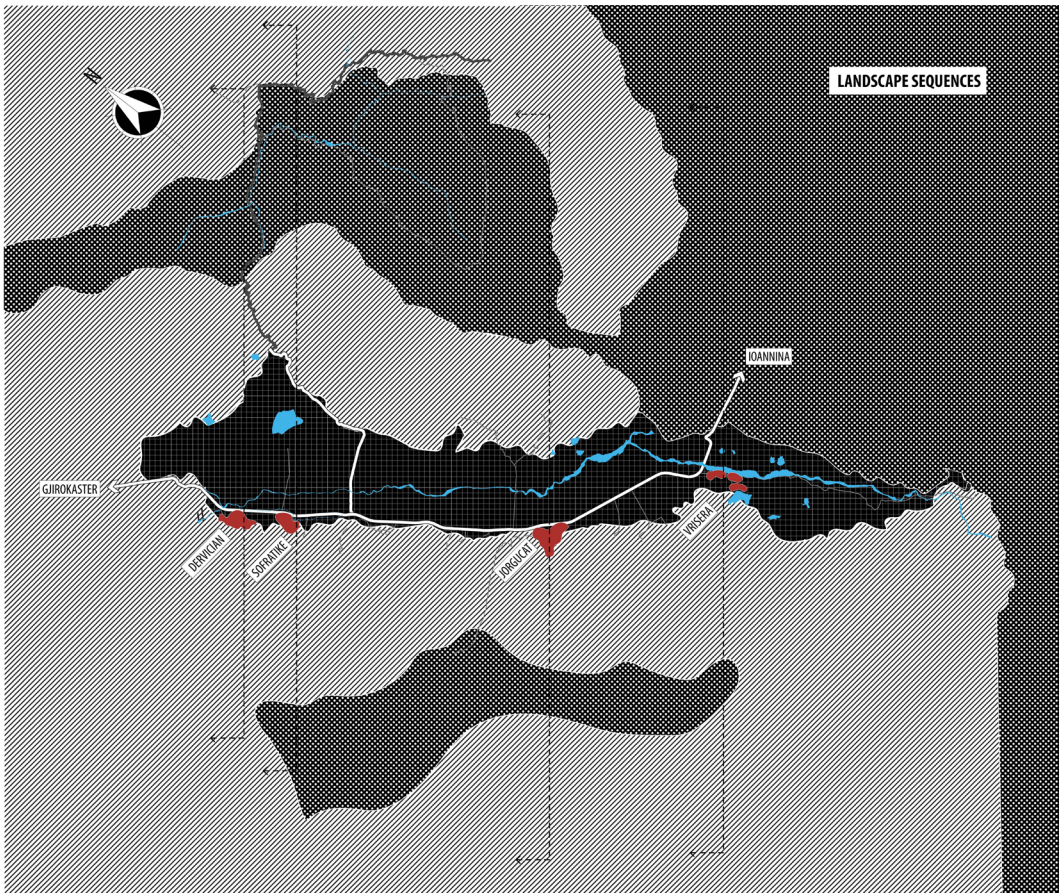 N
LANDSCAPE SEQUENCES
IOANNINA
GJIROKASTER
DERVICIAN
SOFRATIKE
JORGUCAT
VRISERA